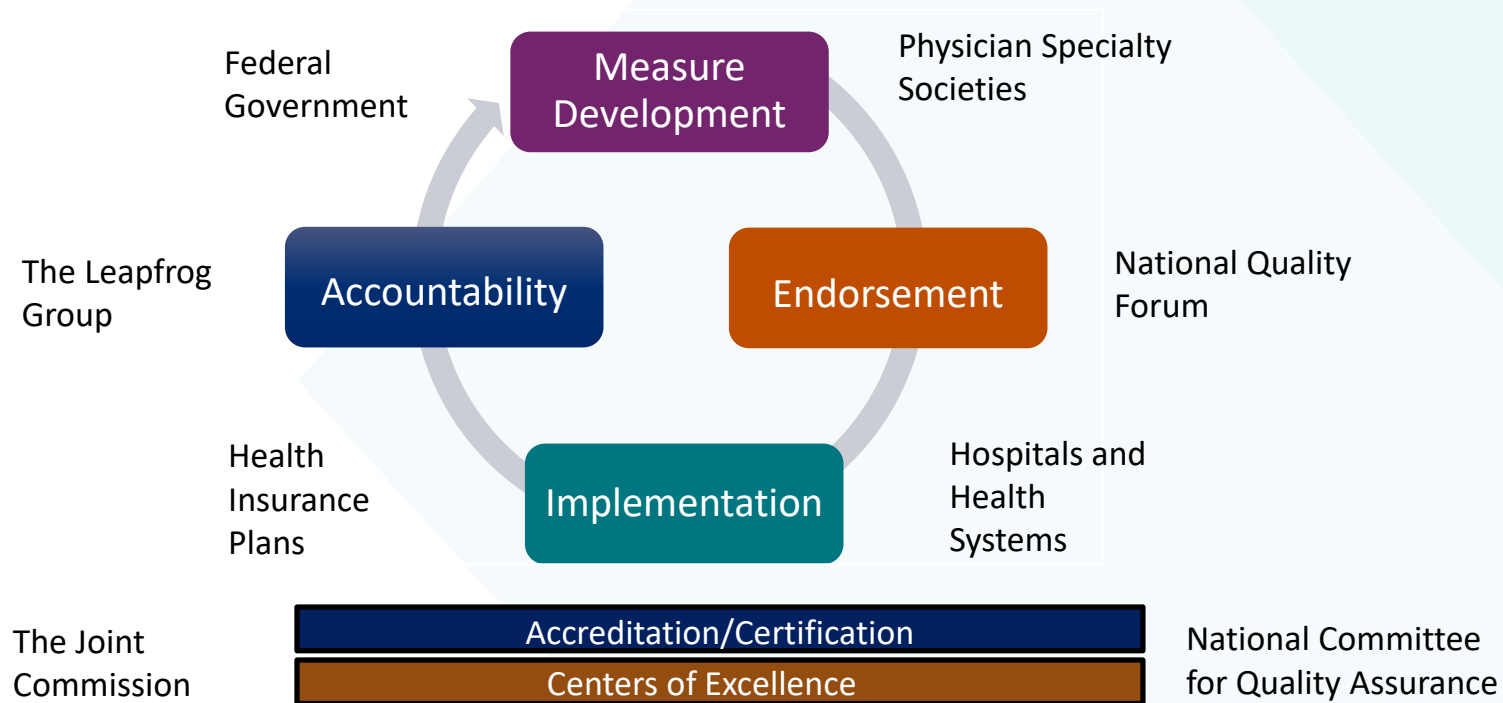 Federal
Government
Measure
Development
Physician Specialty
Societies
The Leapfrog
Group
Accountability
Endorsement
National Quality
Forum
Health
Insurance
Plans
Implementation
Hospitals and
Health
Systems
The Joint
Commission
Accreditation/Certification
Centers of Excellence
National Committee
for Quality Assurance